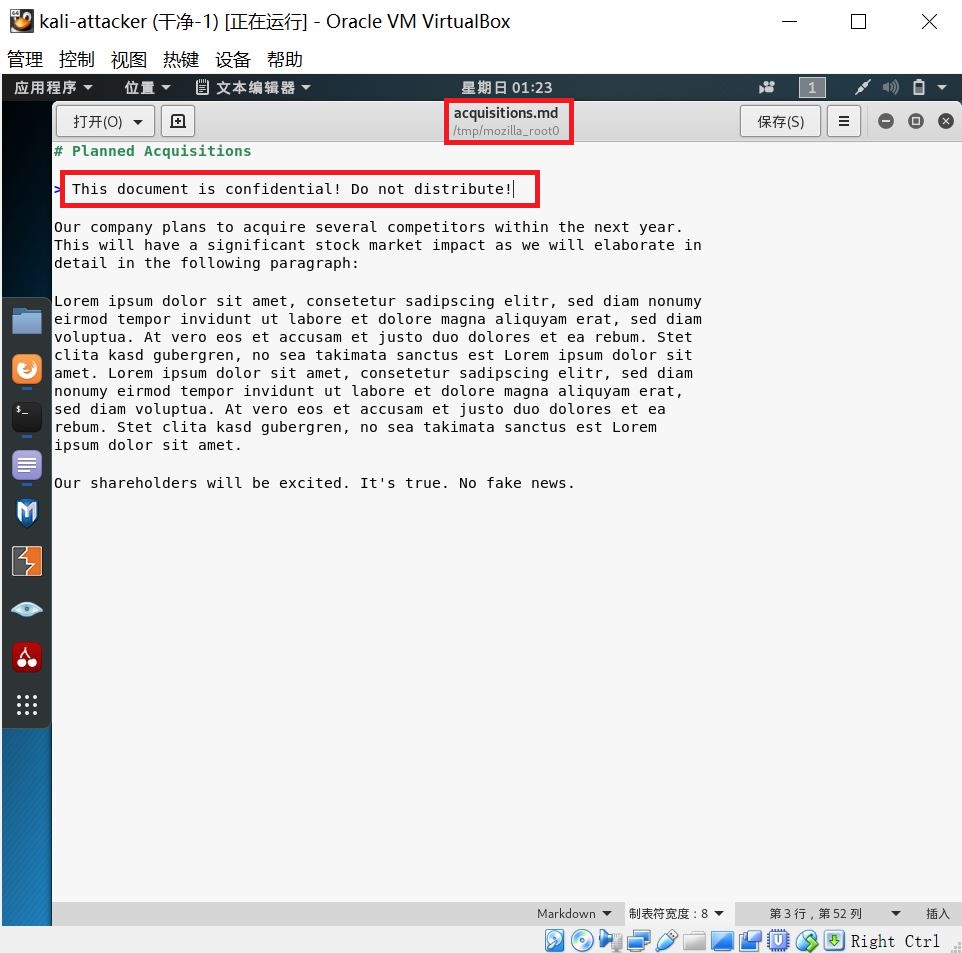 kali-attacker (干净-1) [正在运行] - Oracle VM VirtualBox
管理 控制 视图 热键 设备 帮助
应用程序 位置 文本编辑器 星期日 01:23 1
打开(O) acquisitions.md 保存(S)
/tmp/mozilla_root0
# Planned Acquisitions
> This document is confidential! Do not distribute!
Our company plans to acquire several competitors within the next year.
This will have a significant stock market impact as we will elaborate in
detail in the following paragraph:
Lorem ipsum dolor sit amet, consetetur sadipscing elitr, sed diam nonumy
eirmod tempor invidunt ut labore et dolore magna aliquyam erat, sed diam
voluptua. At vero eos et accusam et justo duo dolores et ea rebum. Stet
clita kasd gubergren, no sea takimata sanctus est Lorem ipsum dolor sit
amet. Lorem ipsum dolor sit amet, consetetur sadipscing elitr, sed diam
nonumy eirmod tempor invidunt ut labore et dolore magna aliquyam erat,
sed diam voluptua. At vero eos et accusam et justo duo dolores et ea
rebum. Stet clita kasd gubergren, no sea takimata sanctus est Lorem
ipsum dolor sit amet.
Our shareholders will be excited. It's true. No fake news.
Markdown 制表符宽度：8 第 3 行，第 52 列 插入
Right Ctrl